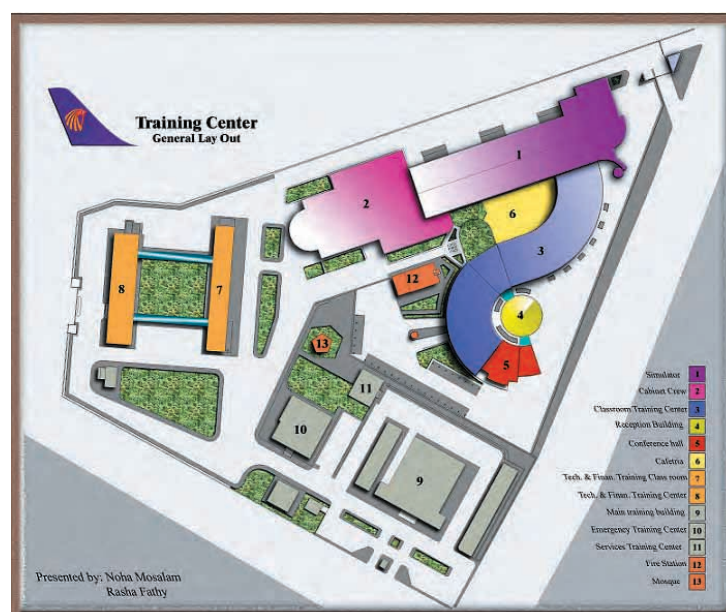 Training Center
General Lay Out
1
2
6
3
12
8
7
4
13
5
11
10
9
Simulator 1
Cabinet Crew 2
Classroom Training Center 3
Reception Building 4
Conference hall 5
Cafetria 6
Tech. & Finan. Training Class room 7
Tech. & Finan. Training Center 8
Main training building 9
Emergency Training Center 10
Services Training Center 11
Fire Station 12
Mosque 13
Presented by: Noha Mosalam
Rasha Fathy